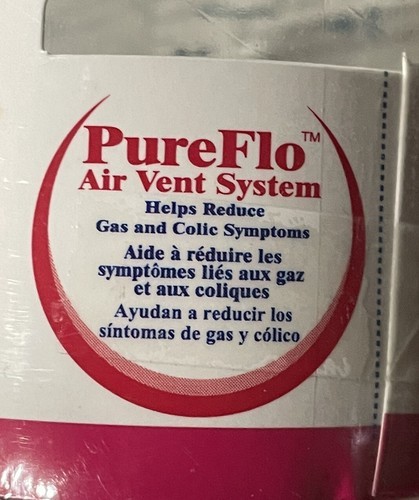 PureFlo™
Air Vent System
Helps Reduce
Gas and Colic Symptoms
Aide à réduire les
symptômes liés aux gaz
et aux coliques
Ayudan a reducir los
síntomas de gas y cólico